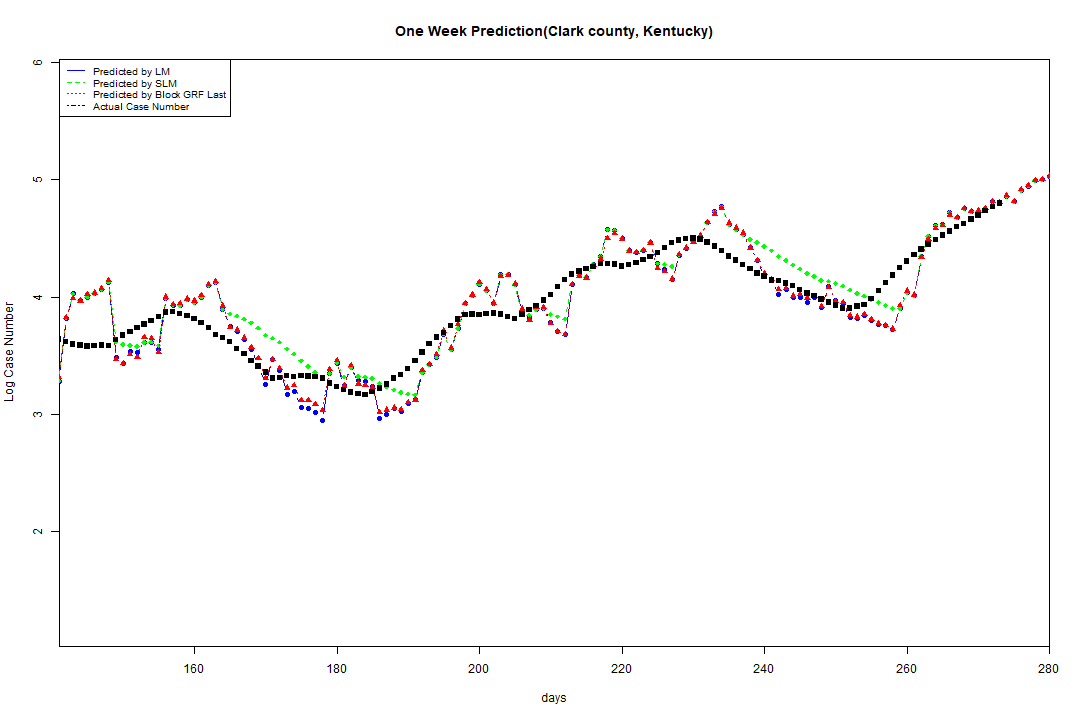 One Week Prediction(Clark county, Kentucky)
6
5
4
3
2
Log Case Number
Predicted by LM
Predicted by SLM
Predicted by Block GRF Last
Actual Case Number
160
180
200
220
240
260
280
days